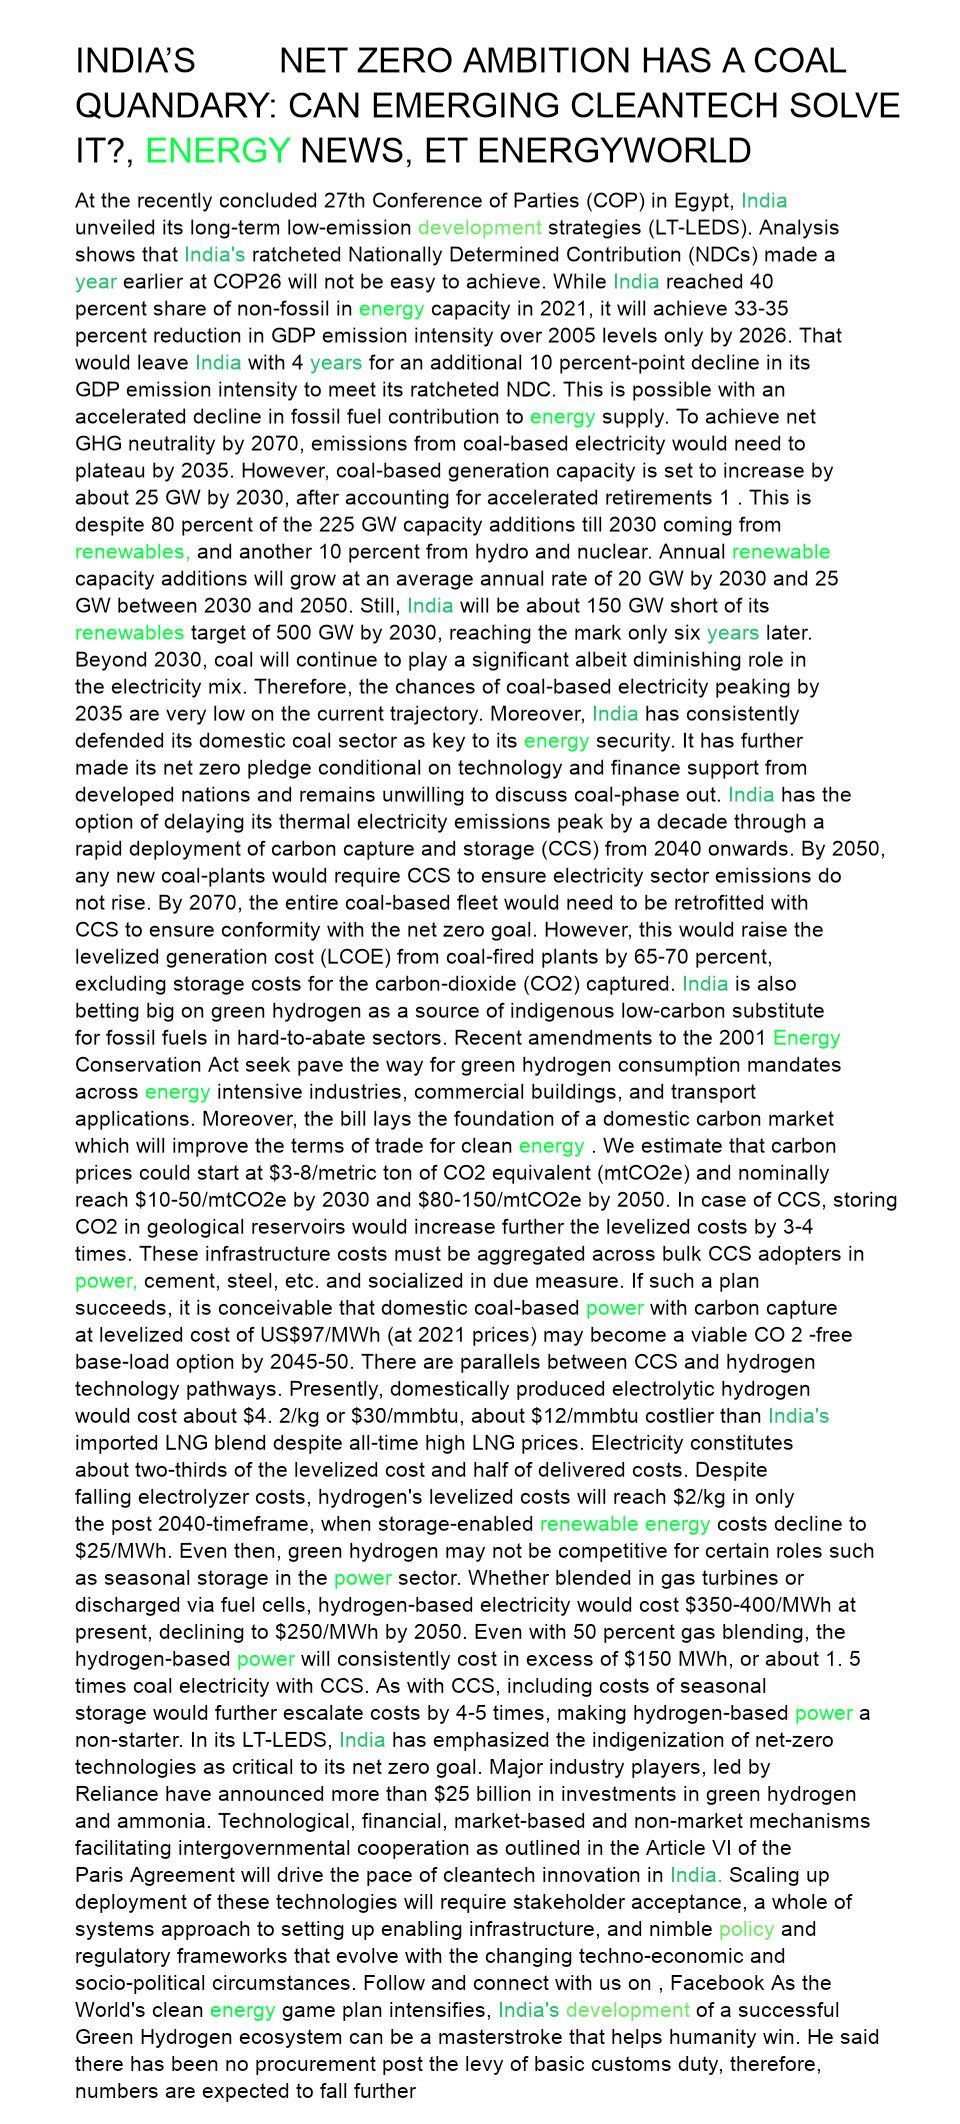 INDIA’S NET ZERO AMBITION HAS A COAL
QUANDARY: CAN EMERGING CLEANTECH SOLVE
IT?, ENERGY NEWS, ET ENERGYWORLD
At the recently concluded 27th Conference of Parties (COP) in Egypt, India
unveiled its long-term low-emission development strategies (LT-LEDS). Analysis
shows that India's ratcheted Nationally Determined Contribution (NDCs) made a
year earlier at COP26 will not be easy to achieve. While India reached 40
percent share of non-fossil in energy capacity in 2021, it will achieve 33-35
percent reduction in GDP emission intensity over 2005 levels only by 2026. That
would leave India with 4 years for an additional 10 percent-point decline in its
GDP emission intensity to meet its ratcheted NDC. This is possible with an
accelerated decline in fossil fuel contribution to energy supply. To achieve net
GHG neutrality by 2070, emissions from coal-based electricity would need to
plateau by 2035. However, coal-based generation capacity is set to increase by
about 25 GW by 2030, after accounting for accelerated retirements 1 . This is
despite 80 percent of the 225 GW capacity additions till 2030 coming from
renewables, and another 10 percent from hydro and nuclear. Annual renewable
capacity additions will grow at an average annual rate of 20 GW by 2030 and 25
GW between 2030 and 2050. Still, India will be about 150 GW short of its
renewables target of 500 GW by 2030, reaching the mark only six years later.
Beyond 2030, coal will continue to play a significant albeit diminishing role in
the electricity mix. Therefore, the chances of coal-based electricity peaking by
2035 are very low on the current trajectory. Moreover, India has consistently
defended its domestic coal sector as key to its energy security. It has further
made its net zero pledge conditional on technology and finance support from
developed nations and remains unwilling to discuss coal-phase out. India has the
option of delaying its thermal electricity emissions peak by a decade through a
rapid deployment of carbon capture and storage (CCS) from 2040 onwards. By 2050,
any new coal-plants would require CCS to ensure electricity sector emissions do
not rise. By 2070, the entire coal-based fleet would need to be retrofitted with
CCS to ensure conformity with the net zero goal. However, this would raise the
levelized generation cost (LCOE) from coal-fired plants by 65-70 percent,
excluding storage costs for the carbon-dioxide (CO2) captured. India is also
betting big on green hydrogen as a source of indigenous low-carbon substitute
for fossil fuels in hard-to-abate sectors. Recent amendments to the 2001 Energy
Conservation Act seek pave the way for green hydrogen consumption mandates
across energy intensive industries, commercial buildings, and transport
applications. Moreover, the bill lays the foundation of a domestic carbon market
which will improve the terms of trade for clean energy . We estimate that carbon
prices could start at $3-8/metric ton of CO2 equivalent (mtCO2e) and nominally
reach $10-50/mtCO2e by 2030 and $80-150/mtCO2e by 2050. In case of CCS, storing
CO2 in geological reservoirs would increase further the levelized costs by 3-4
times. These infrastructure costs must be aggregated across bulk CCS adopters in
power, cement, steel, etc. and socialized in due measure. If such a plan
succeeds, it is conceivable that domestic coal-based power with carbon capture
at levelized cost of US$97/MWh (at 2021 prices) may become a viable CO 2 -free
base-load option by 2045-50. There are parallels between CCS and hydrogen
technology pathways. Presently, domestically produced electrolytic hydrogen
would cost about $4. 2/kg or $30/mmbtu, about $12/mmbtu costlier than India's
imported LNG blend despite all-time high LNG prices. Electricity constitutes
about two-thirds of the levelized cost and half of delivered costs. Despite
falling electrolyzer costs, hydrogen's levelized costs will reach $2/kg in only
the post 2040-timeframe, when storage-enabled renewable energy costs decline to
$25/MWh. Even then, green hydrogen may not be competitive for certain roles such
as seasonal storage in the power sector. Whether blended in gas turbines or
discharged via fuel cells, hydrogen-based electricity would cost $350-400/MWh at
present, declining to $250/MWh by 2050. Even with 50 percent gas blending, the
hydrogen-based power will consistently cost in excess of $150 MWh, or about 1. 5
times coal electricity with CCS. As with CCS, including costs of seasonal
storage would further escalate costs by 4-5 times, making hydrogen-based power a
non-starter. In its LT-LEDS, India has emphasized the indigenization of net-zero
technologies as critical to its net zero goal. Major industry players, led by
Reliance have announced more than $25 billion in investments in green hydrogen
and ammonia. Technological, financial, market-based and non-market mechanisms
facilitating intergovernmental cooperation as outlined in the Article VI of the
Paris Agreement will drive the pace of cleantech innovation in India. Scaling up
deployment of these technologies will require stakeholder acceptance, a whole of
systems approach to setting up enabling infrastructure, and nimble policy and
regulatory frameworks that evolve with the changing techno-economic and
socio-political circumstances. Follow and connect with us on , Facebook As the
World's clean energy game plan intensifies, India's development of a successful
Green Hydrogen ecosystem can be a masterstroke that helps humanity win. He said
there has been no procurement post the levy of basic customs duty, therefore,
numbers are expected to fall further